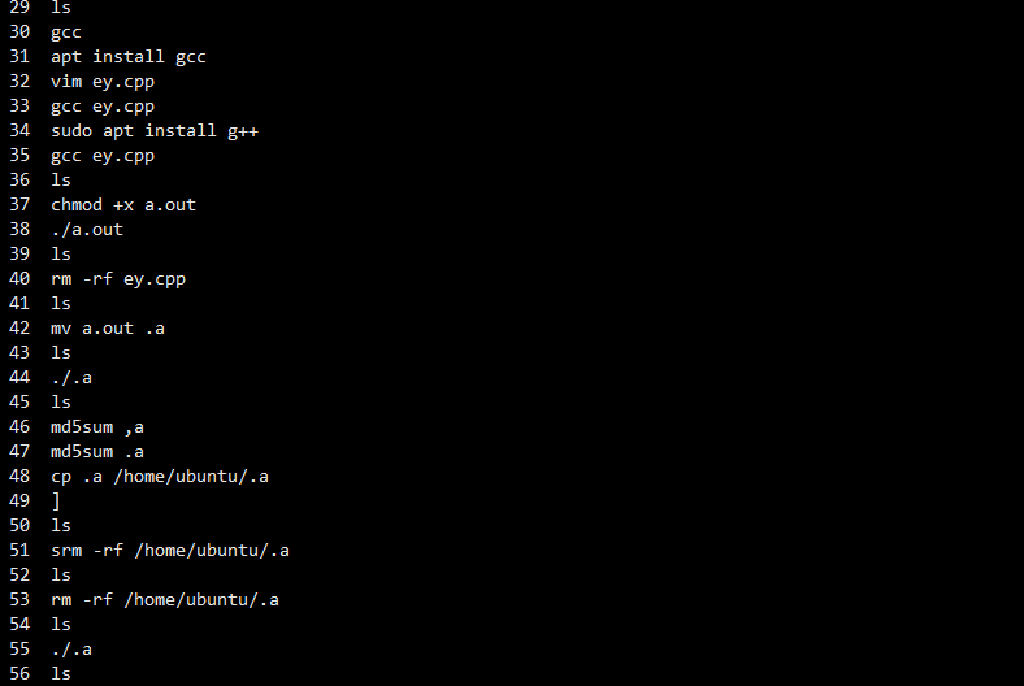 29 ls
30 gcc
31 apt install gcc
32 vim ey.cpp
33 gcc ey.cpp
34 sudo apt install g++
35 gcc ey.cpp
36 ls
37 chmod +x a.out
38 ./a.out
39 ls
40 rm -rf ey.cpp
41 ls
42 mv a.out .a
43 ls
44 ./.a
45 ls
46 md5sum ,a
47 md5sum .a
48 cp .a /home/ubuntu/.a
49 ]
50 ls
51 srm -rf /home/ubuntu/.a
52 ls
53 rm -rf /home/ubuntu/.a
54 ls
55 ./.a
56 ls